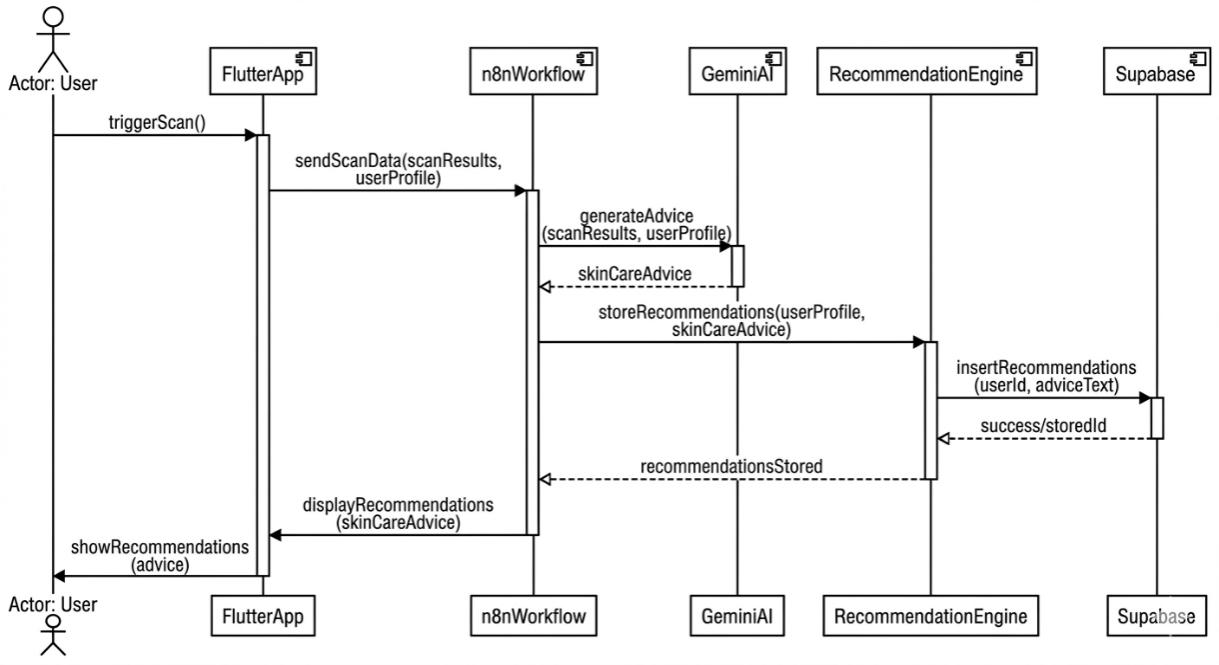 Actor: User
FlutterApp
n8nWorkflow
GeminiAI
RecommendationEngine
Supabase
triggerScan()
sendScanData(scanResults,
userProfile)
generateAdvice
(scanResults, userProfile)
skinCareAdvice
storeRecommendations(userProfile,
skinCareAdvice)
insertRecommendations
(userId, adviceText)
success/storedId
recommendationsStored
displayRecommendations
(skinCareAdvice)
showRecommendations
(advice)
Actor: User
FlutterApp
n8nWorkflow
GeminiAI
RecommendationEngine
Supabase